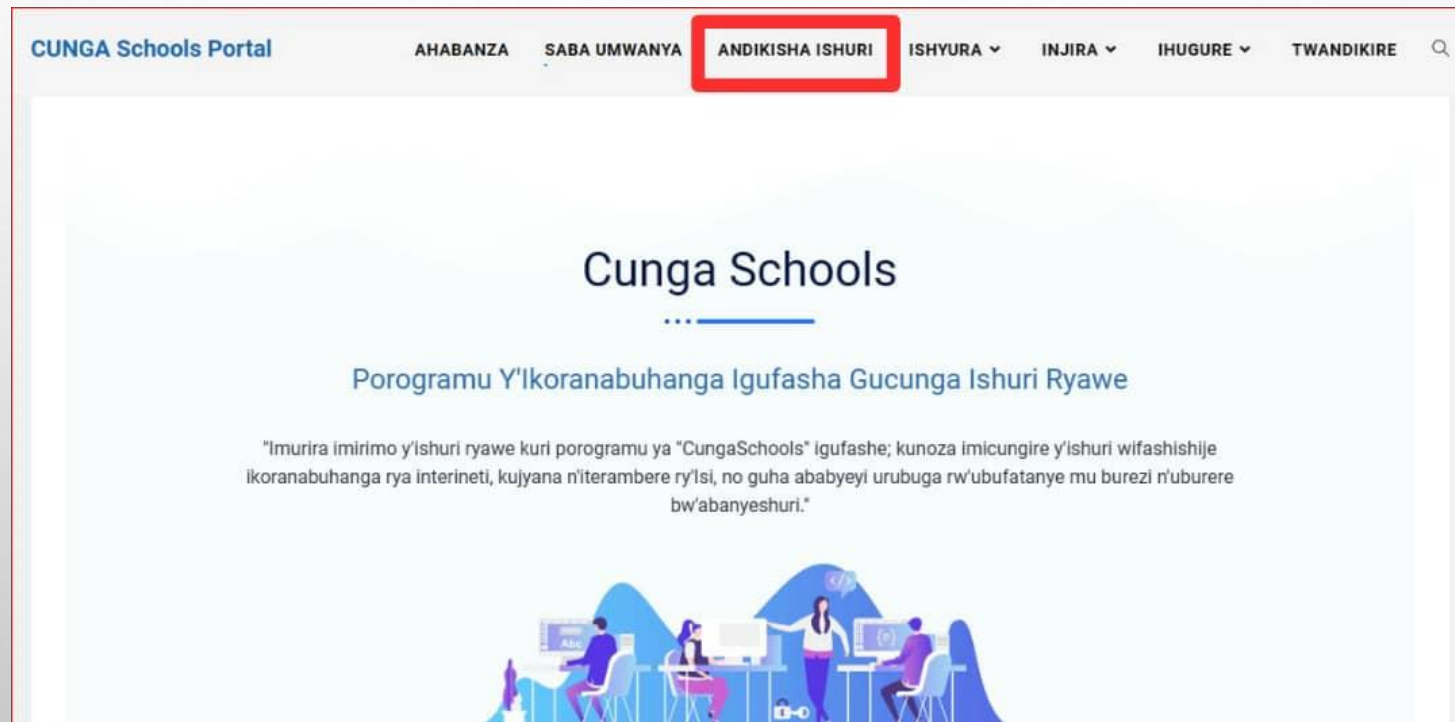 CUNGA Schools Portal AHABANZA SABA UMWANYA ANDIKISHA ISHURI ISHYURA INJIRA IHUGURE TWANDIKIRE
Cunga Schools
Porogramu Y'Ikoranabuhanga Igufasha Gucunga Ishuri Ryawe
"Imurira imirimo y'ishuri ryawe kuri porogramu ya "CungaSchools" igufashe; kunoza imicungire y'ishuri wifashishije
ikoranabuhanga rya interineti, kujyana n'iterambere ry'Isi, no guha ababyeyi urubuga rw'ubufatanye mu burezi n'uburere
bw'abanyeshuri."
</>
Abc